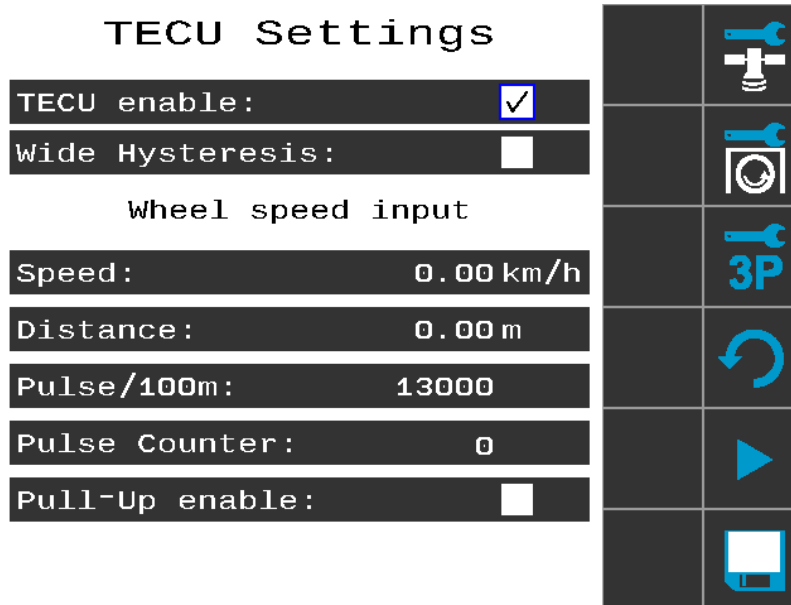 TECU Settings
TECU enable:
Wide Hysteresis:
Wheel speed input
Speed: 0.00 km/h
Distance: 0.00 m
Pulse/100m: 13000
Pulse Counter: 0
Pull-Up enable:
3P